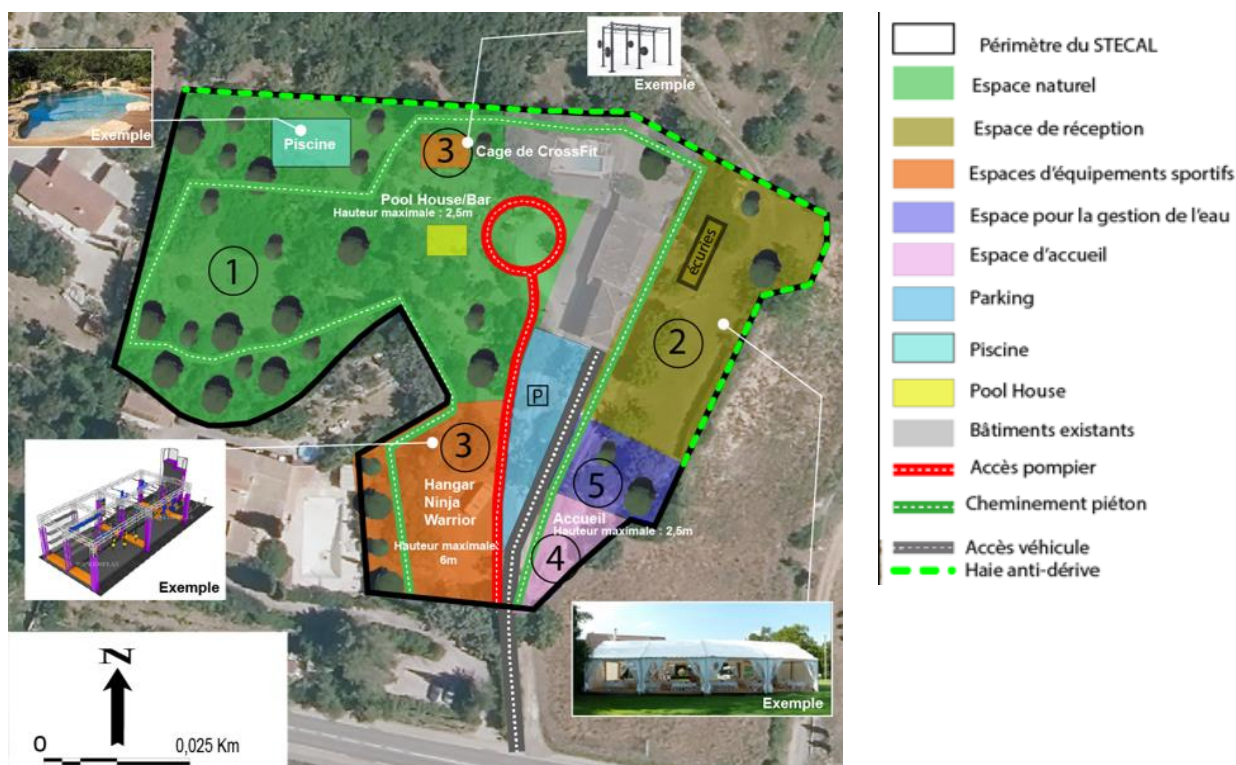 Exemple
Exemple
Piscine
3
Cage de CrossFit
Pool House/Bar
Hauteur maximale : 2,5m
1
écuries
2
P
3
Hangar
Ninja
Warrior
Hauteur maximale:
6m
5
Accueil
Hauteur maximale : 2,5m
4
Exemple
Exemple
N
0
0,025 Km
Périmètre du STECAL
Espace naturel
Espace de réception
Espaces d'équipements sportifs
Espace pour la gestion de l'eau
Espace d'accueil
Parking
Piscine
Pool House
Bâtiments existants
Accès pompier
Cheminement piéton
Accès véhicule
Haie anti-dérive